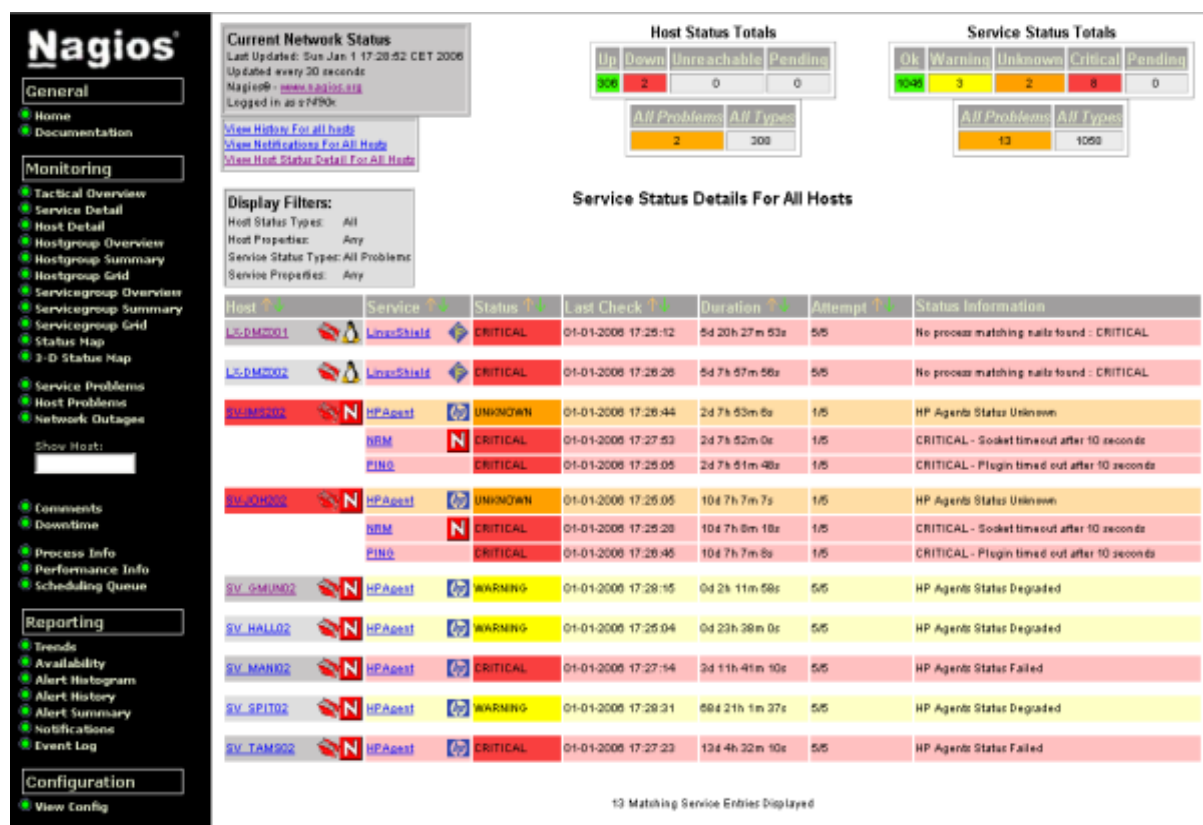 Nagios®
General
Home
Documentation
Monitoring
Tactical Overview
Service Detail
Host Detail
Hostgroup Overview
Hostgroup Summary
Hostgroup Grid
Servicegroup Overview
Servicegroup Summary
Servicegroup Grid
Status Map
3-D Status Map
Service Problems
Host Problems
Network Outages
Show Host:
Comments
Downtime
Process Info
Performance Info
Scheduling Queue
Reporting
Trends
Availability
Alert Histogram
Alert History
Alert Summary
Notifications
Event Log
Configuration
View Config
Current Network Status
Last Updated: Sun Jan 1 17:28:52 CET 2006
Updated every 30 seconds
Nagios® - www.nagios.org
Logged in as
View History For all hosts
View Notifications For All Hosts
View Host Status Detail For All Hosts
Host Status Totals
Up Down Unreachable Pending
306 2 0 0
All Problems All Types
2 308
Service Status Totals
Ok Warning Unknown Critical Pending
1045 3 2 8 0
All Problems All Types
13 1058
Display Filters:
Host Status Types: All
Host Properties: Any
Service Status Types: All Problems
Service Properties: Any
Service Status Details For All Hosts
Host Service Status Last Check Duration Attempt Status Information
LX-DMZ001 LinuxShield CRITICAL 01-01-2006 17:25:12 5d 20h 27m 53s 5/5 No process matching nails found : CRITICAL
LX-DMZ002 LinuxShield CRITICAL 01-01-2006 17:26:26 5d 7h 57m 58s 5/5 No process matching nails found : CRITICAL
SV-IMS202 N HPAgent hp UNKNOWN 01-01-2006 17:26:44 2d 7h 53m 6s 1/5 HP Agents Status Unknown
NRM N CRITICAL 01-01-2006 17:27:53 2d 7h 52m 0s 1/5 CRITICAL - Socket timeout after 10 seconds
PING CRITICAL 01-01-2006 17:25:05 2d 7h 51m 48s 1/5 CRITICAL - Plugin timed out after 10 seconds
SV-JOH202 N HPAgent hp UNKNOWN 01-01-2006 17:25:05 10d 7h 7m 7s 1/5 HP Agents Status Unknown
NRM N CRITICAL 01-01-2006 17:25:28 10d 7h 8m 18s 1/5 CRITICAL - Socket timeout after 10 seconds
PING CRITICAL 01-01-2006 17:26:46 10d 7h 7m 8s 1/5 CRITICAL - Plugin timed out after 10 seconds
SV_GMUN02 N HPAgent hp WARNING 01-01-2006 17:28:15 0d 2h 11m 58s 5/5 HP Agents Status Degraded
SV_HALL02 N HPAgent hp WARNING 01-01-2006 17:25:04 0d 23h 38m 0s 5/5 HP Agents Status Degraded
SV_MANI02 N HPAgent hp CRITICAL 01-01-2006 17:27:14 3d 11h 41m 10s 5/5 HP Agents Status Failed
SV_SPIT02 N HPAgent hp WARNING 01-01-2006 17:28:31 68d 21h 1m 37s 5/5 HP Agents Status Degraded
SV_TAMS02 N HPAgent hp CRITICAL 01-01-2006 17:27:23 13d 4h 32m 10s 5/5 HP Agents Status Failed
13 Matching Service Entries Displayed